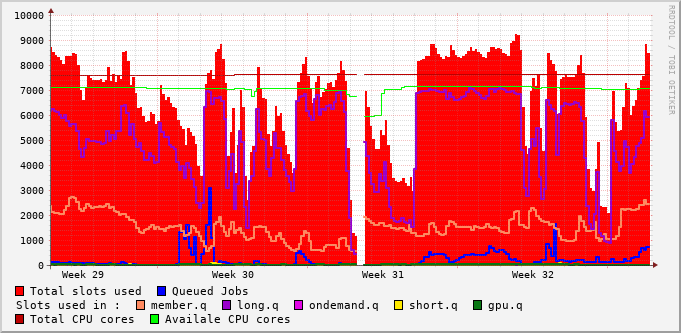 10000
9000
8000
7000
6000
5000
4000
3000
2000
1000
0
Week 29 Week 30 Week 31 Week 32
RRDTOOL / TOBI OETIKER
Total slots used Queued Jobs
Slots used in : member.q long.q ondemand.q short.q gpu.q
Total CPU cores Availale CPU cores